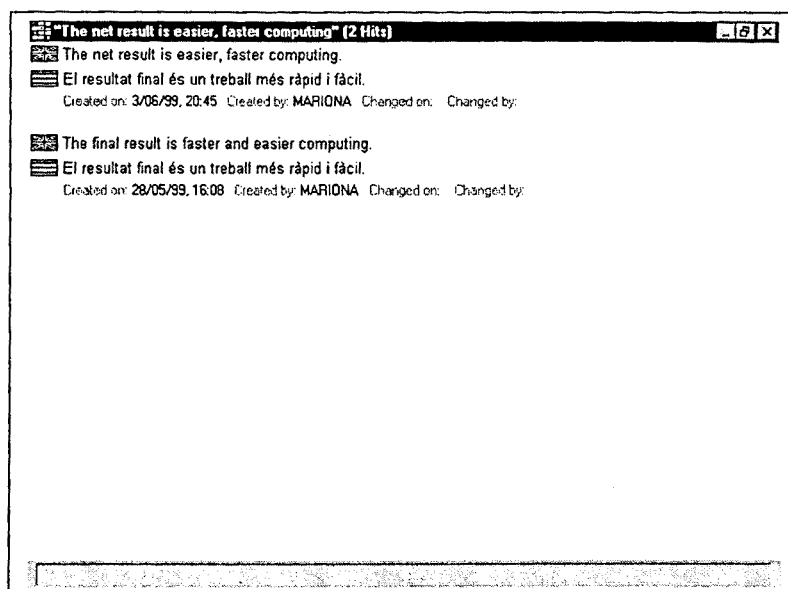 "The net result is easier, faster computing" (2 Hits)
The net result is easier, faster computing.
El resultat final és un treball més ràpid i fàcil.
Created on: 3/06/99, 20:45 Created by: MARIONA Changed on: Changed by:
The final result is faster and easier computing.
El resultat final és un treball més ràpid i fàcil.
Created on: 28/05/99, 16:08 Created by: MARIONA Changed on: Changed by: